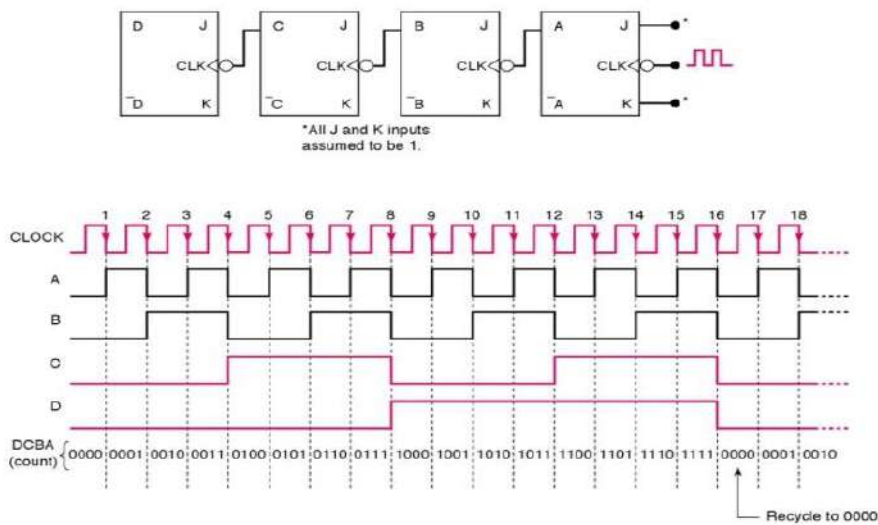 D J C J B J A J *
CLK CLK CLK CLK
‾D K ‾C K ‾B K ‾A K *
*All J and K inputs
assumed to be 1.
1 2 3 4 5 6 7 8 9 10 11 12 13 14 15 16 17 18
CLOCK
A
B
C
D
DCBA
(count)
0000 0001 0010 0011 0100 0101 0110 0111 1000 1001 1010 1011 1100 1101 1110 1111 0000 0001 0010
Recycle to 0000